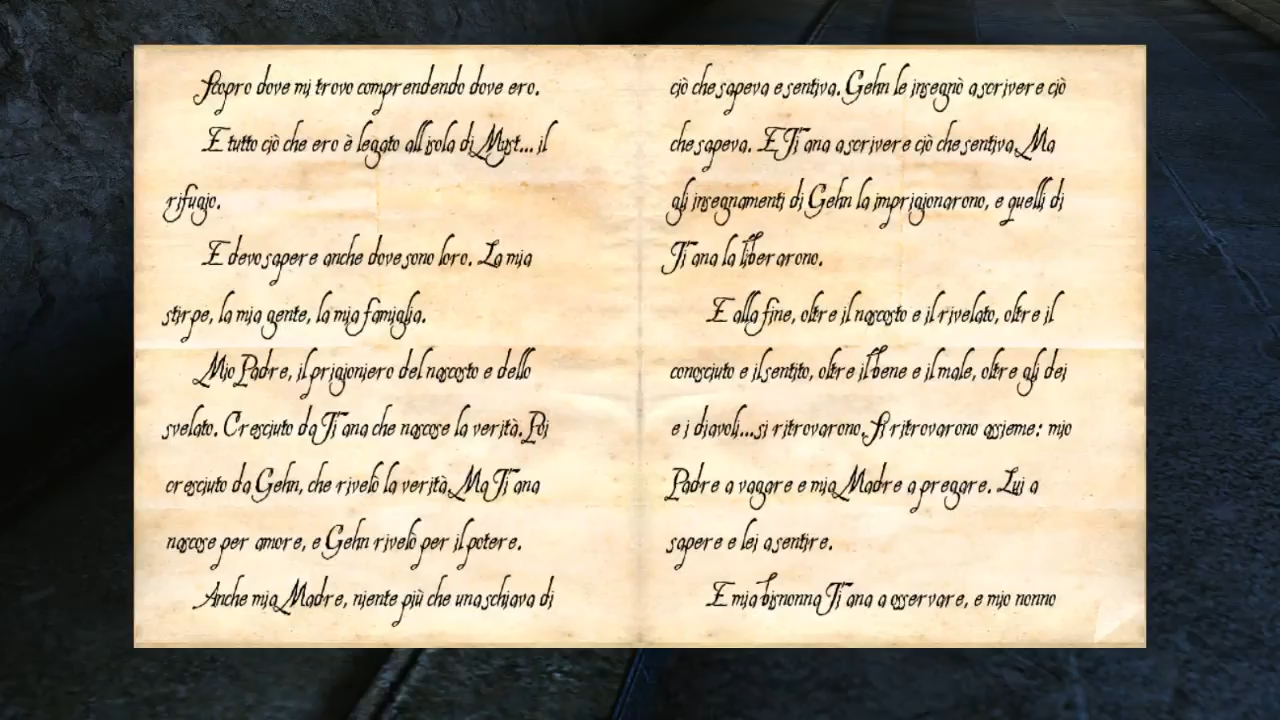 Scopro dove mi trovo comprendendo dove ero.
E tutto ciò che ero è legato all'isola di Myst... il
rifugio.
E devo sapere anche dove sono loro. La mia
stirpe, la mia gente, la mia famiglia.
Mio Padre, il prigioniero del nascosto e dello
svelato. Cresciuto da Ti'ana che nascose la verità. Poi
cresciuto da Gehn, che rivelò la verità. Ma Ti'ana
nascose per amore, e Gehn rivelò per il potere.
Anche mia Madre, niente più che una schiava di
ciò che sapeva e sentiva. Gehn le insegnò a scrivere ciò
che sapeva. E Ti'ana a scrivere ciò che sentiva. Ma
gli insegnamenti di Gehn la imprigionarono, e quelli di
Ti'ana la liberarono.
E alla fine, oltre il nascosto e il rivelato, oltre il
conosciuto e il sentito, oltre il bene e il male, oltre gli dei
e i diavoli...si ritrovarono. Si ritrovarono assieme: mio
Padre a vagare e mia Madre a pregare. Lui a
sapere e lei a sentire.
E mia bisnonna Ti'ana a osservare, e mio nonno